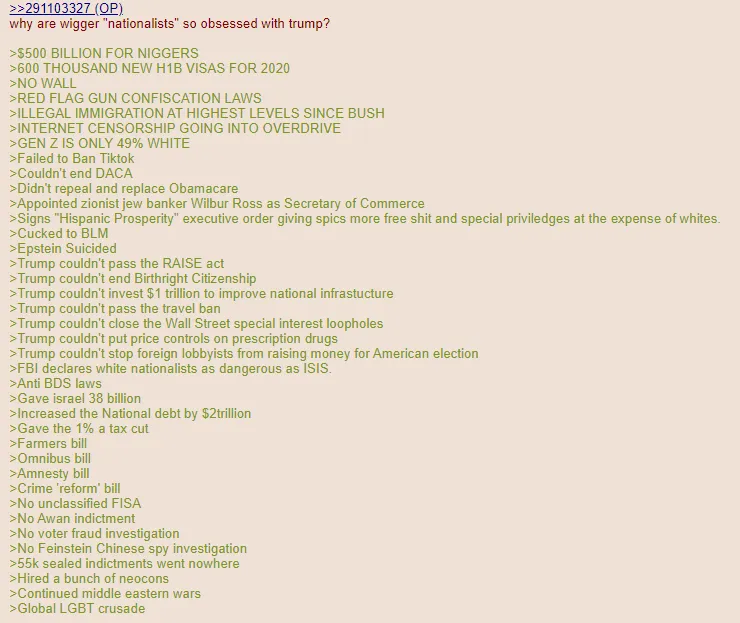 >>291103327 (OP)
why are wigger "nationalists" so obsessed with trump?
>$500 BILLION FOR NIGGERS
>600 THOUSAND NEW H1B VISAS FOR 2020
>NO WALL
>RED FLAG GUN CONFISCATION LAWS
>ILLEGAL IMMIGRATION AT HIGHEST LEVELS SINCE BUSH
>INTERNET CENSORSHIP GOING INTO OVERDRIVE
>GEN Z IS ONLY 49% WHITE
>Failed to Ban Tiktok
>Couldn't end DACA
>Didn't repeal and replace Obamacare
>Appointed zionist jew banker Wilbur Ross as Secretary of Commerce
>Signs "Hispanic Prosperity" executive order giving spics more free shit and special priviledges at the expense of whites.
>Cucked to BLM
>Epstein Suicided
>Trump couldn't pass the RAISE act
>Trump couldn't end Birthright Citizenship
>Trump couldn't invest $1 trillion to improve national infrastucture
>Trump couldn't pass the travel ban
>Trump couldn't close the Wall Street special interest loopholes
>Trump couldn't put price controls on prescription drugs
>Trump couldn't stop foreign lobbyists from raising money for American election
>FBI declares white nationalists as dangerous as ISIS.
>Anti BDS laws
>Gave israel 38 billion
>Increased the National debt by $2trillion
>Gave the 1% a tax cut
>Farmers bill
>Omnibus bill
>Amnesty bill
>Crime 'reform' bill
>No unclassified FISA
>No Awan indictment
>No voter fraud investigation
>No Feinstein Chinese spy investigation
>55k sealed indictments went nowhere
>Hired a bunch of neocons
>Continued middle eastern wars
>Global LGBT crusade